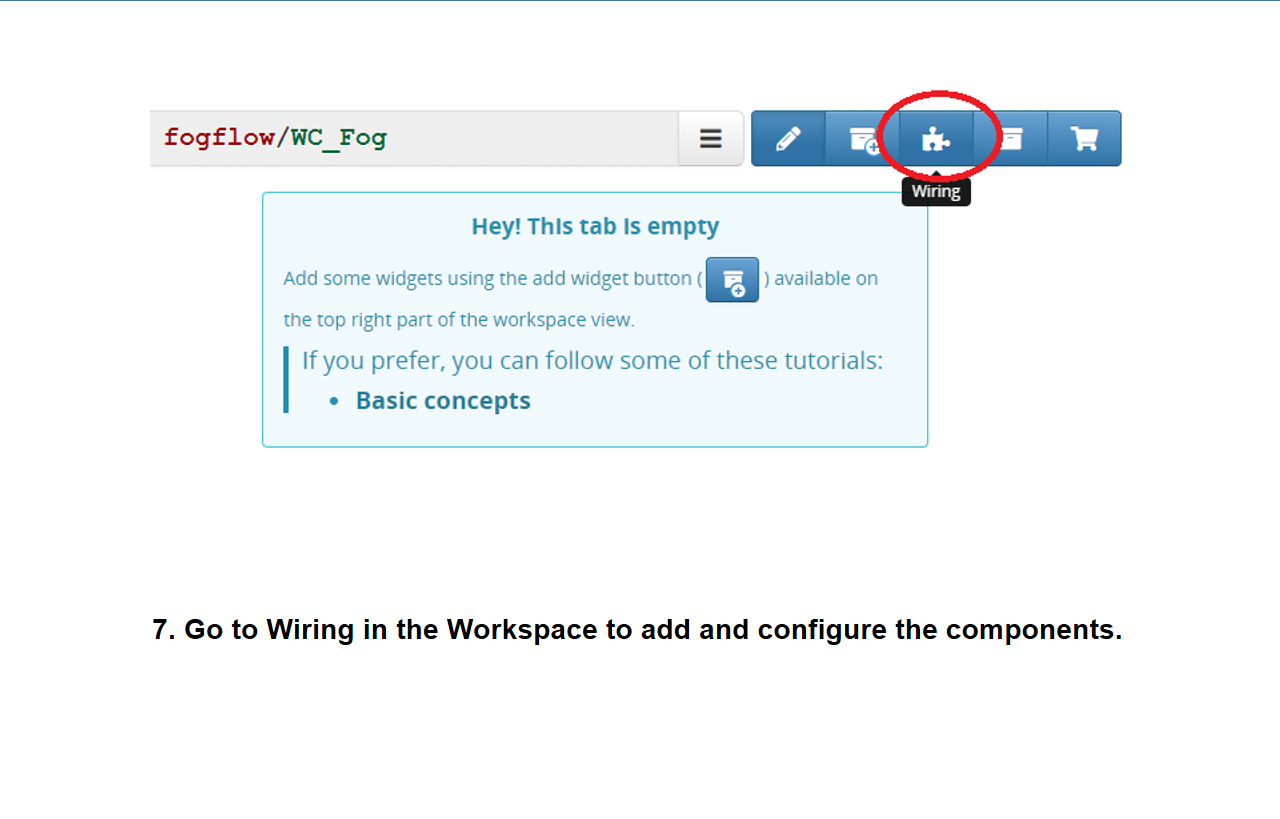 fogflow/WC_Fog
Wiring
Hey! This tab is empty
Add some widgets using the add widget button ( ) available on
the top right part of the workspace view.
If you prefer, you can follow some of these tutorials:
• Basic concepts
7. Go to Wiring in the Workspace to add and configure the components.